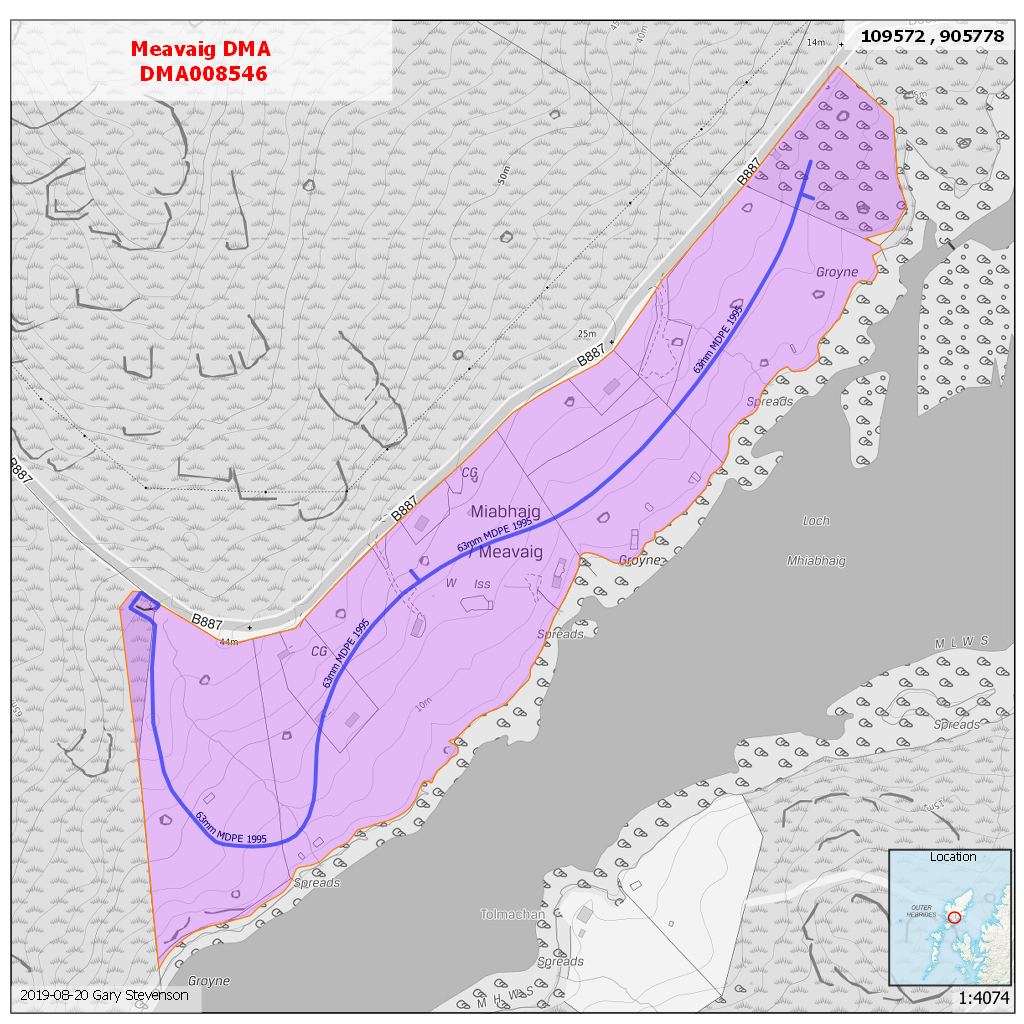 Meavaig DMA
DMA008546
109572 , 905778
14m
5m
50m
B887
Groyne
25m
B887
63mm MDPE 1995
Spreads
B887
CG
B887
Miabhaig
/ Meavaig
63mm MDPE 1995
Loch
Mhiabhaig
Groyne
W
Iss
B887
44m
Spreads
CG
63mm MDPE 1995
M L W S
10m
65m
Spreads
63mm MDPE 1995
Spreads
Tolmachan
Spreads
Groyne
M H W S
Location
OUTER
HEBRIDES
2019-08-20 Gary Stevenson
1:4074